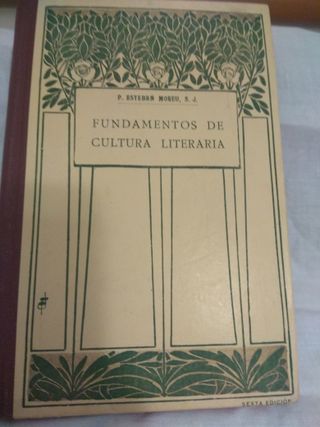 P. ESTEBAN MOREU, S. J.
FUNDAMENTOS DE
CULTURA LITERARIA
SEXTA EDICIÓN